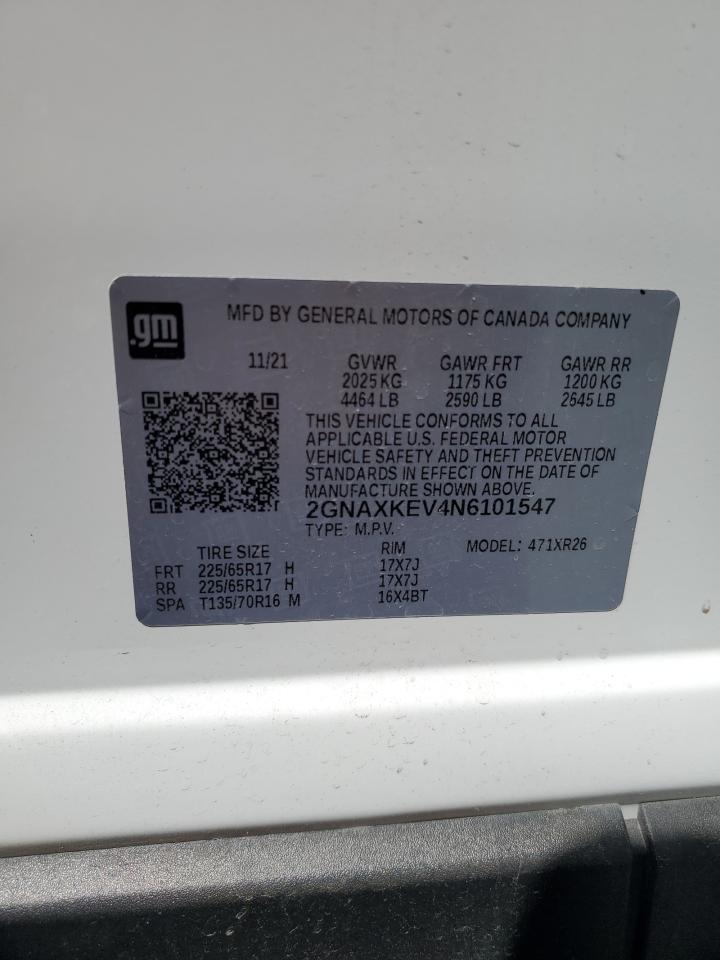 gm
MFD BY GENERAL MOTORS OF CANADA COMPANY
11/21 GVWR GAWR FRT GAWR RR
2025 KG 1175 KG 1200 KG
4464 LB 2590 LB 2645 LB
THIS VEHICLE CONFORMS TO ALL
APPLICABLE U.S. FEDERAL MOTOR
VEHICLE SAFETY AND THEFT PREVENTION
STANDARDS IN EFFECT ON THE DATE OF
MANUFACTURE SHOWN ABOVE.
2GNAXKEV4N6101547
TYPE: M.P.V. MODEL: 471XR26
TIRE SIZE RIM
FRT 225/65R17 H 17X7J
RR 225/65R17 H 17X7J
SPA T135/70R16 M 16X4BT